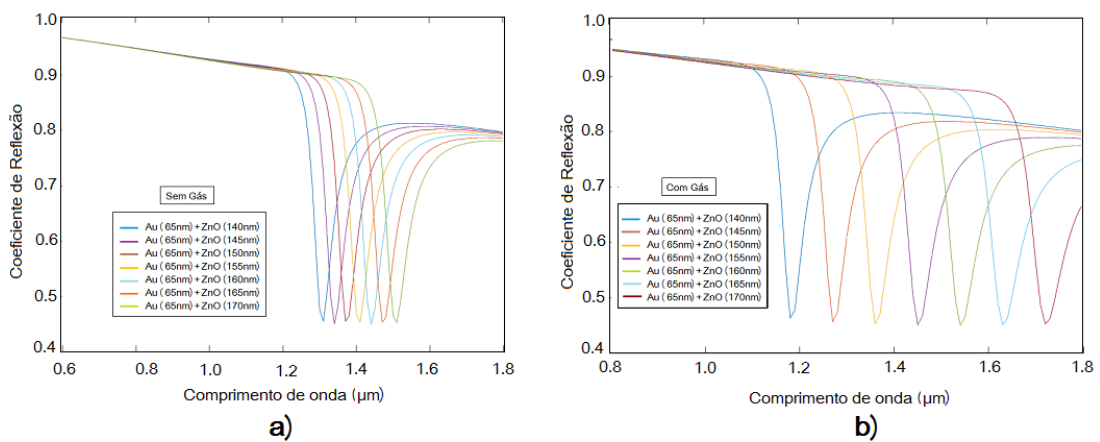 1.0
0.9
0.8
0.7
0.6
0.5
0.4
Coeficiente de Reflexão
Sem Gás
Au (65nm)+ZnO (140nm)
Au (65nm)+ZnO (145nm)
Au (65nm)+ZnO (150nm)
Au (65nm)+ZnO (155nm)
Au (65nm)+ZnO (160nm)
Au (65nm)+ZnO (165nm)
Au (65nm)+ZnO (170nm)
0.6 0.8 1.0 1.2 1.4 1.6 1.8
Comprimento de onda (μm)
a)
1.0
0.9
0.8
0.7
0.6
0.5
0.4
Coeficiente de Reflexão
Com Gás
Au (65nm)+ZnO (140nm)
Au (65nm)+ZnO (145nm)
Au (65nm)+ZnO (150nm)
Au (65nm)+ZnO (155nm)
Au (65nm)+ZnO (160nm)
Au (65nm)+ZnO (165nm)
Au (65nm)+ZnO (170nm)
0.8 1.0 1.2 1.4 1.6 1.8
Comprimento de onda (μm)
b)